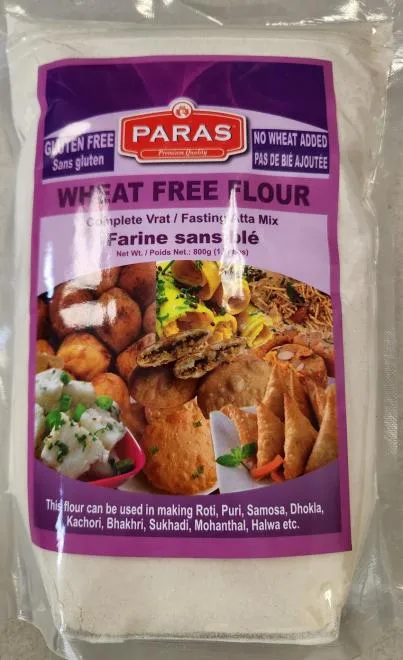 PARAS
Premium Quality
GLUTEN FREE
Sans gluten
NO WHEAT ADDED
PAS DE BIÉ AJOUTÉE
WHEAT FREE FLOUR
Complete Vrat / Fasting Atta Mix
Farine sans blé
Net Wt. / Poids Net.: 800g
This flour can be used in making Roti, Puri, Samosa, Dhokla,
Kachori, Bhakhri, Sukhadi, Mohanthal, Halwa etc.